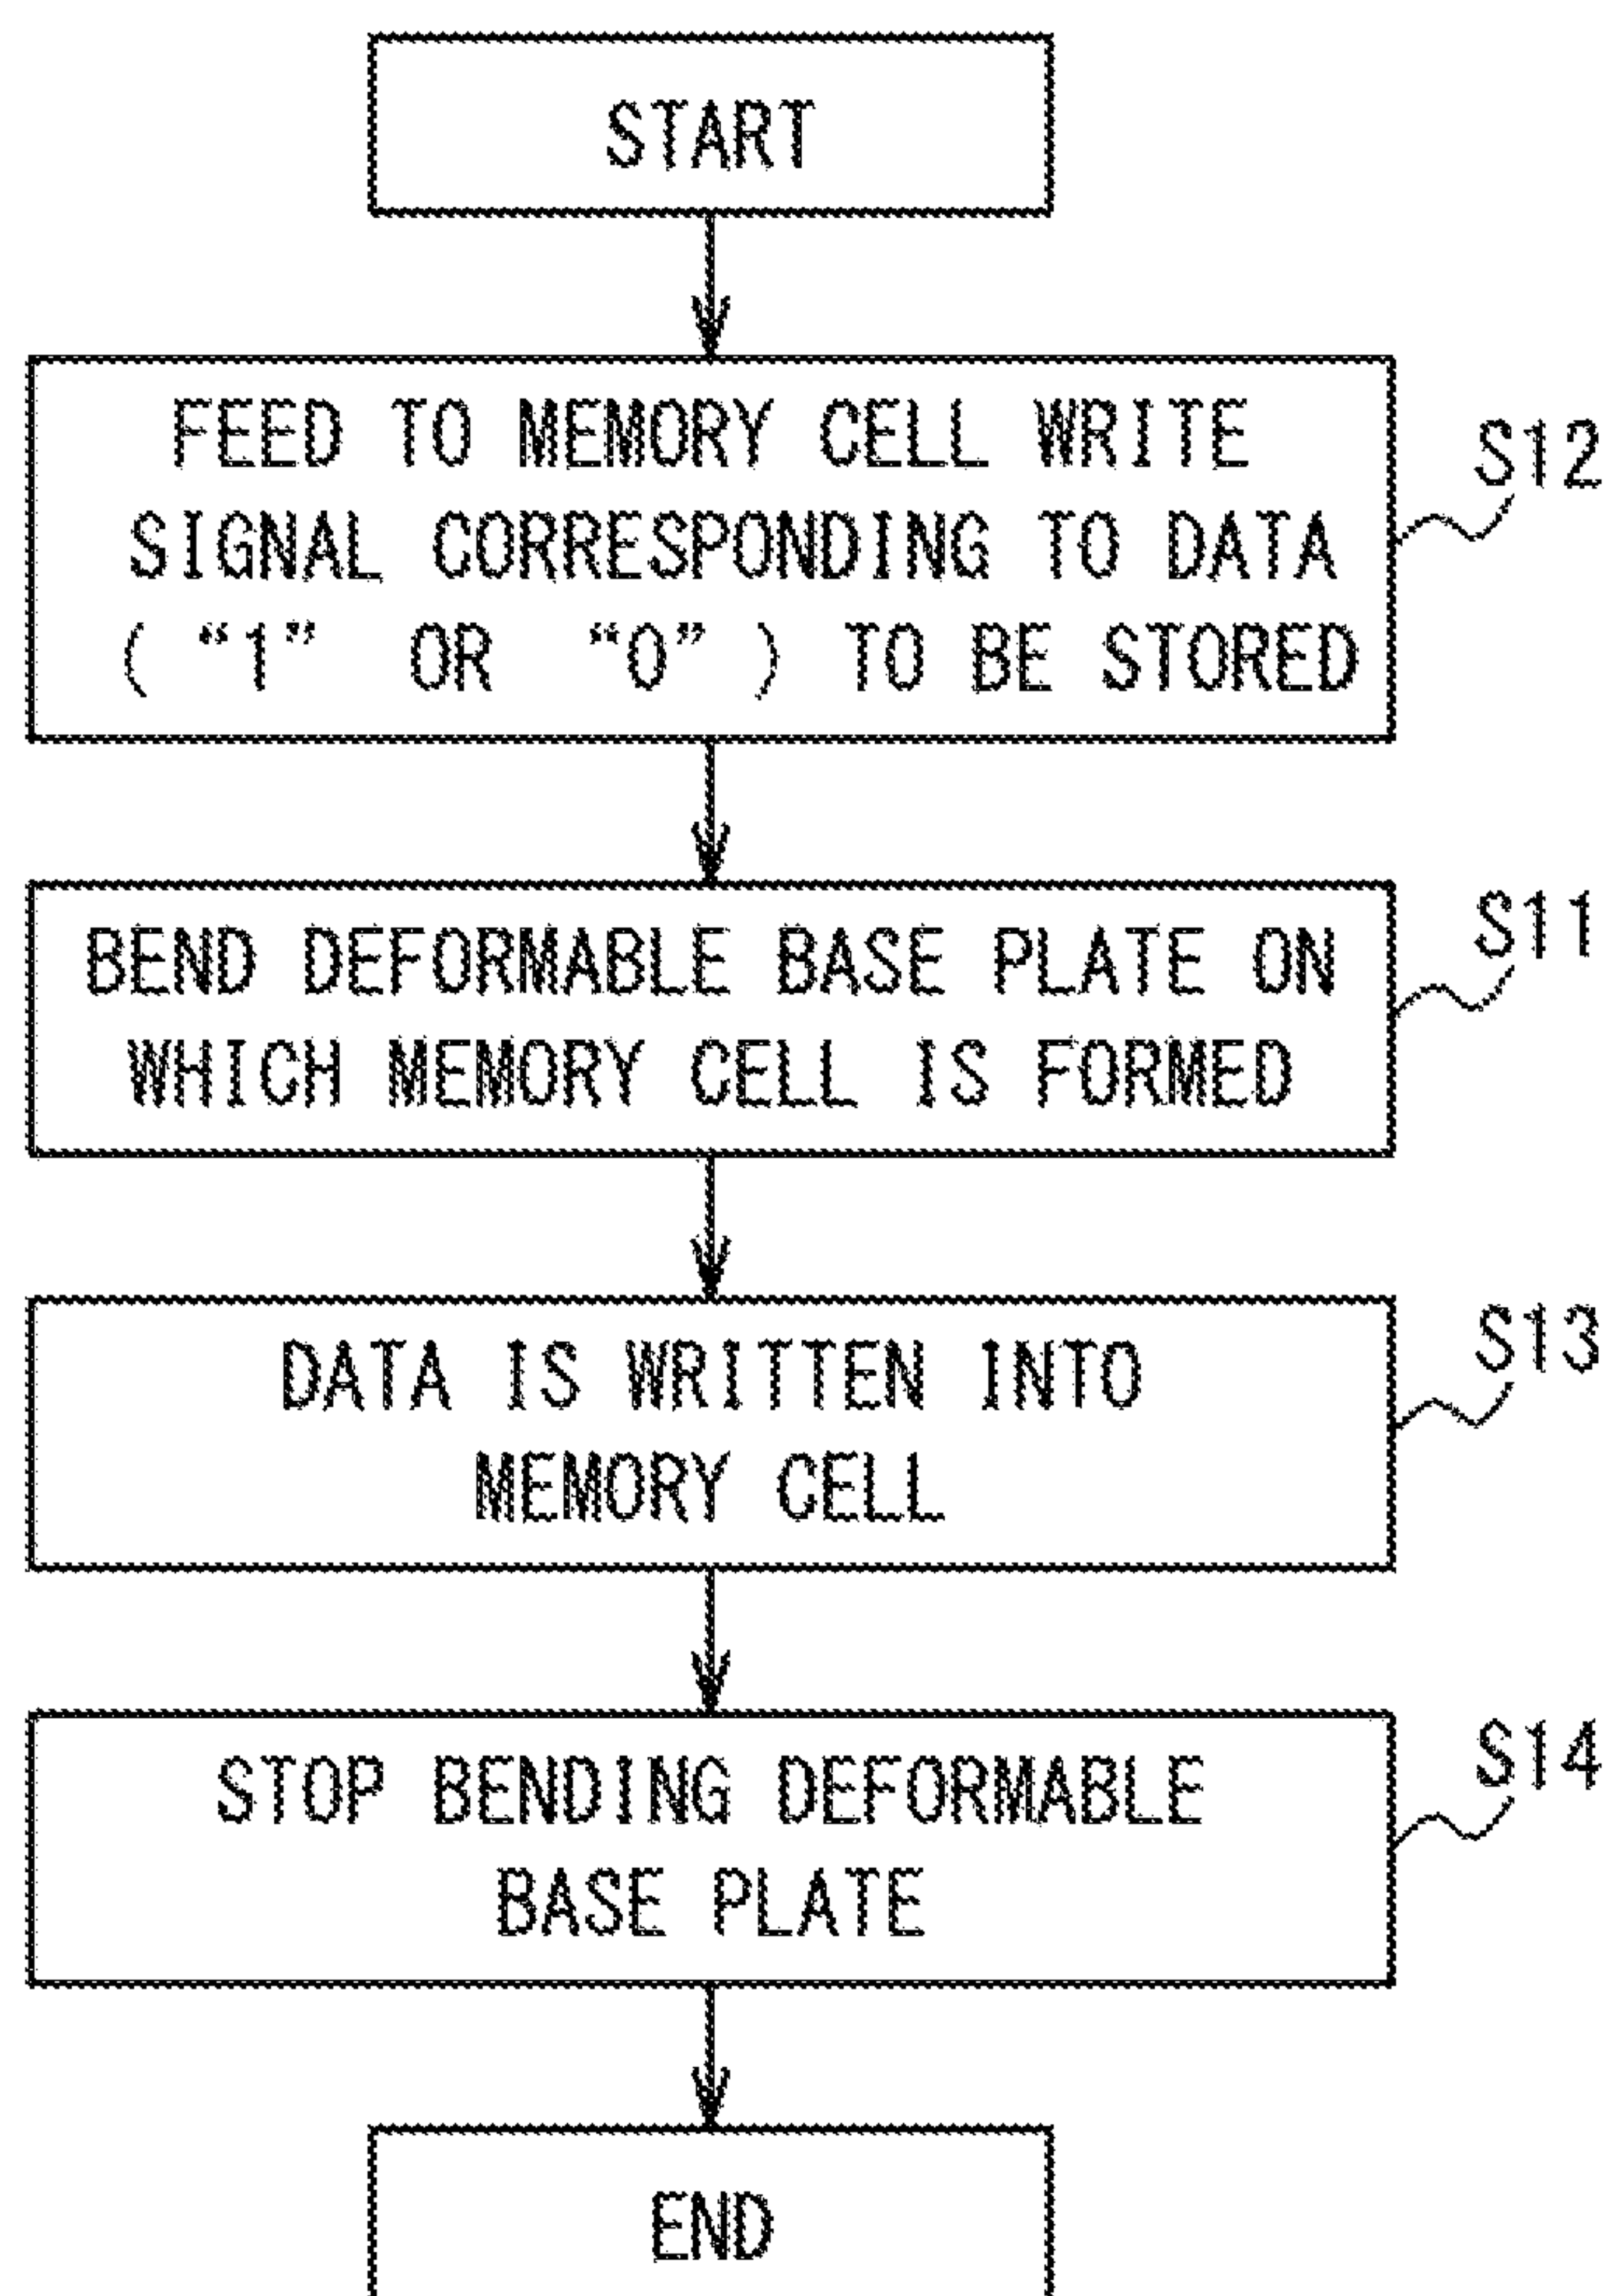 START
FEED TO MEMORY CELL WRITE
SIGNAL CORRESPONDING TO DATA
( “1” OR “0” ) TO BE STORED
S12
BEND DEFORMABLE BASE PLATE ON
WHICH MEMORY CELL IS FORMED
S11
DATA IS WRITTEN INTO
MEMORY CELL
S13
STOP BENDING DEFORMABLE
BASE PLATE
S14
END